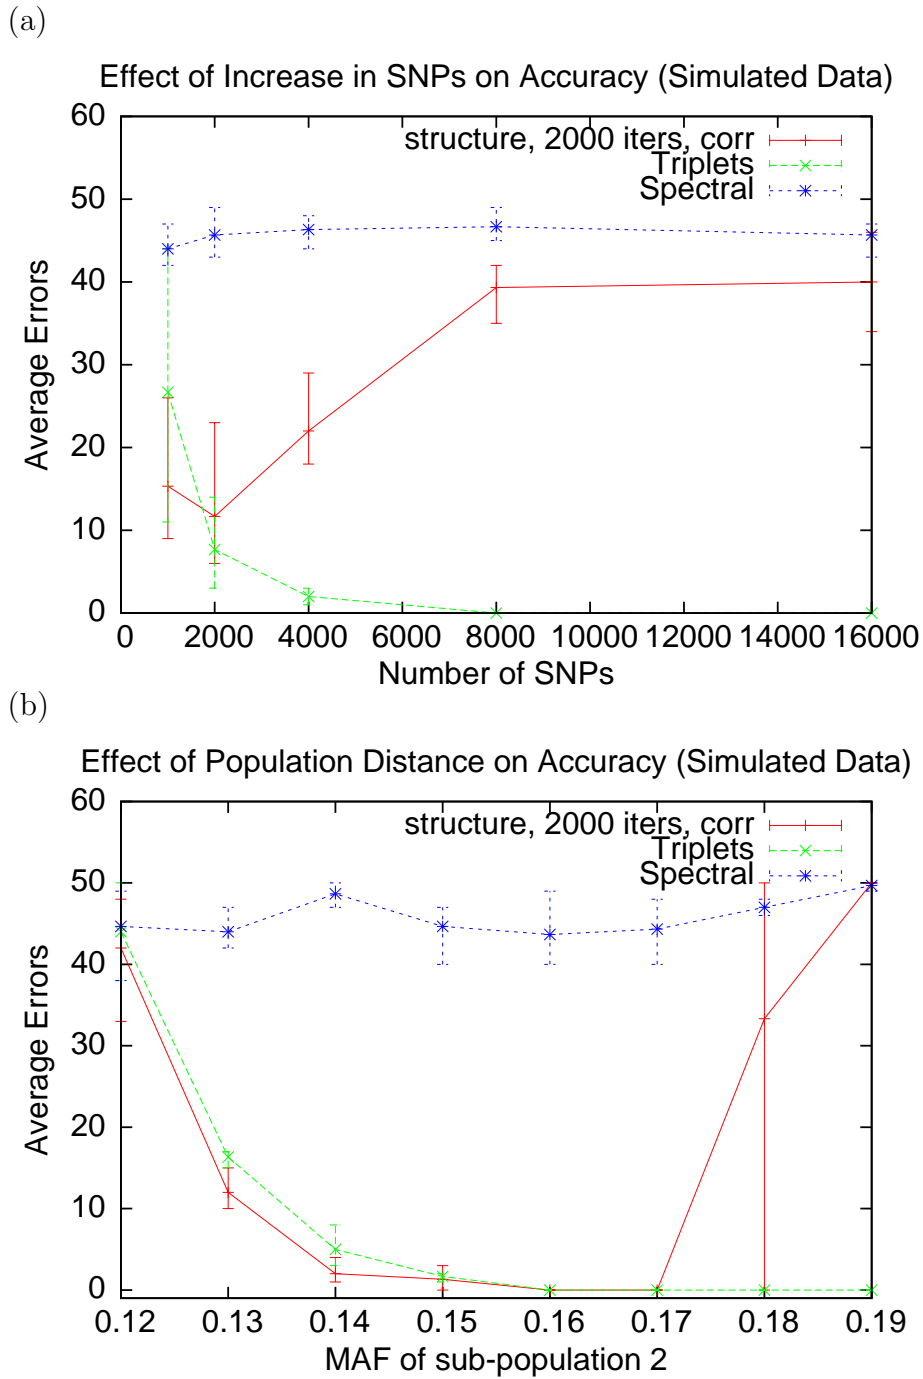 (a)
Effect of Increase in SNPs on Accuracy (Simulated Data)
structure, 2000 iters, corr
Triplets
Spectral
Average Errors
60
50
40
30
20
10
0
0 2000 4000 6000 8000 10000 12000 14000 16000
Number of SNPs
(b)
Effect of Population Distance on Accuracy (Simulated Data)
structure, 2000 iters, corr
Triplets
Spectral
Average Errors
60
50
40
30
20
10
0
0.12 0.13 0.14 0.15 0.16 0.17 0.18 0.19
MAF of sub-population 2